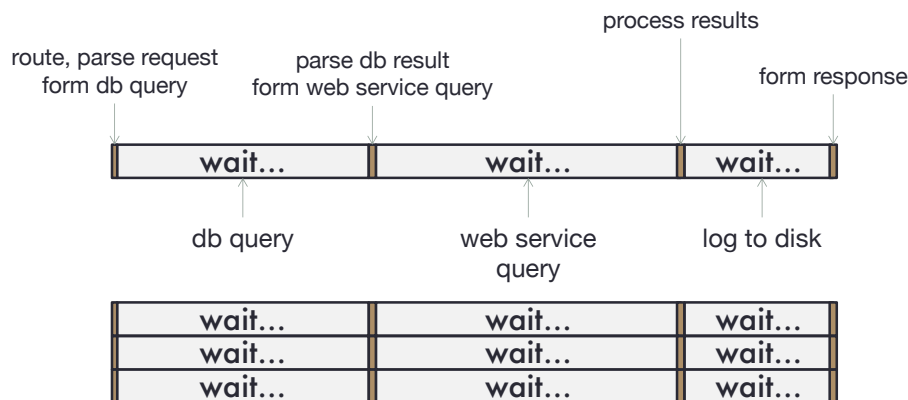 process results
route, parse request
form db query
parse db result
form web service query
form response
wait... wait... wait...
db query
web service
query
log to disk
wait... wait... wait...
wait... wait... wait...
wait... wait... wait...